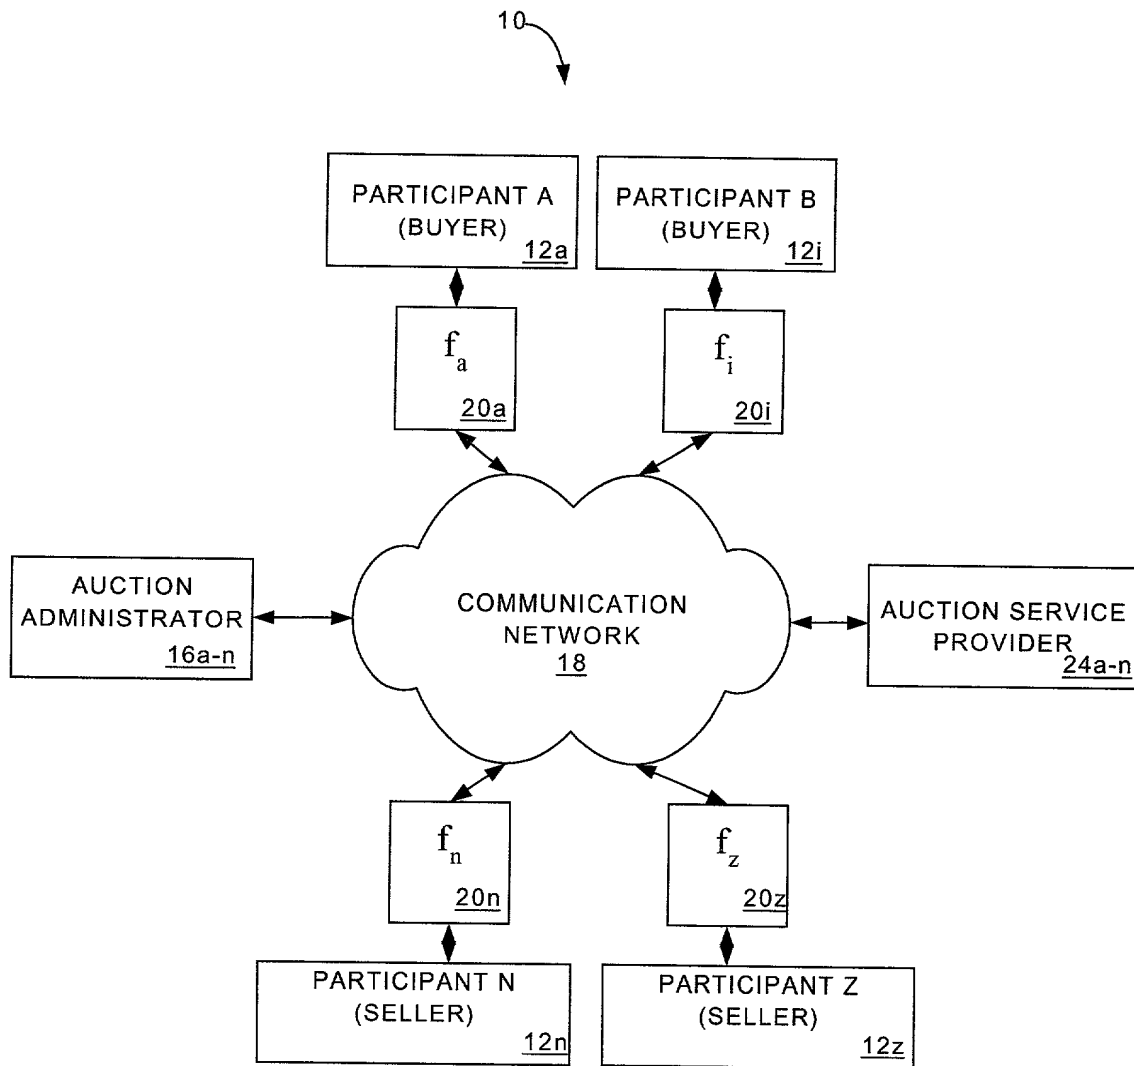 10
PARTICIPANT A
(BUYER)
12a
PARTICIPANT B
(BUYER)
12i
fa
20a
fi
20i
AUCTION
ADMINISTRATOR
16a-n
COMMUNICATION
NETWORK
18
AUCTION SERVICE
PROVIDER
24a-n
fn
20n
fz
20z
PARTICIPANT N
(SELLER)
12n
PARTICIPANT Z
(SELLER)
12z